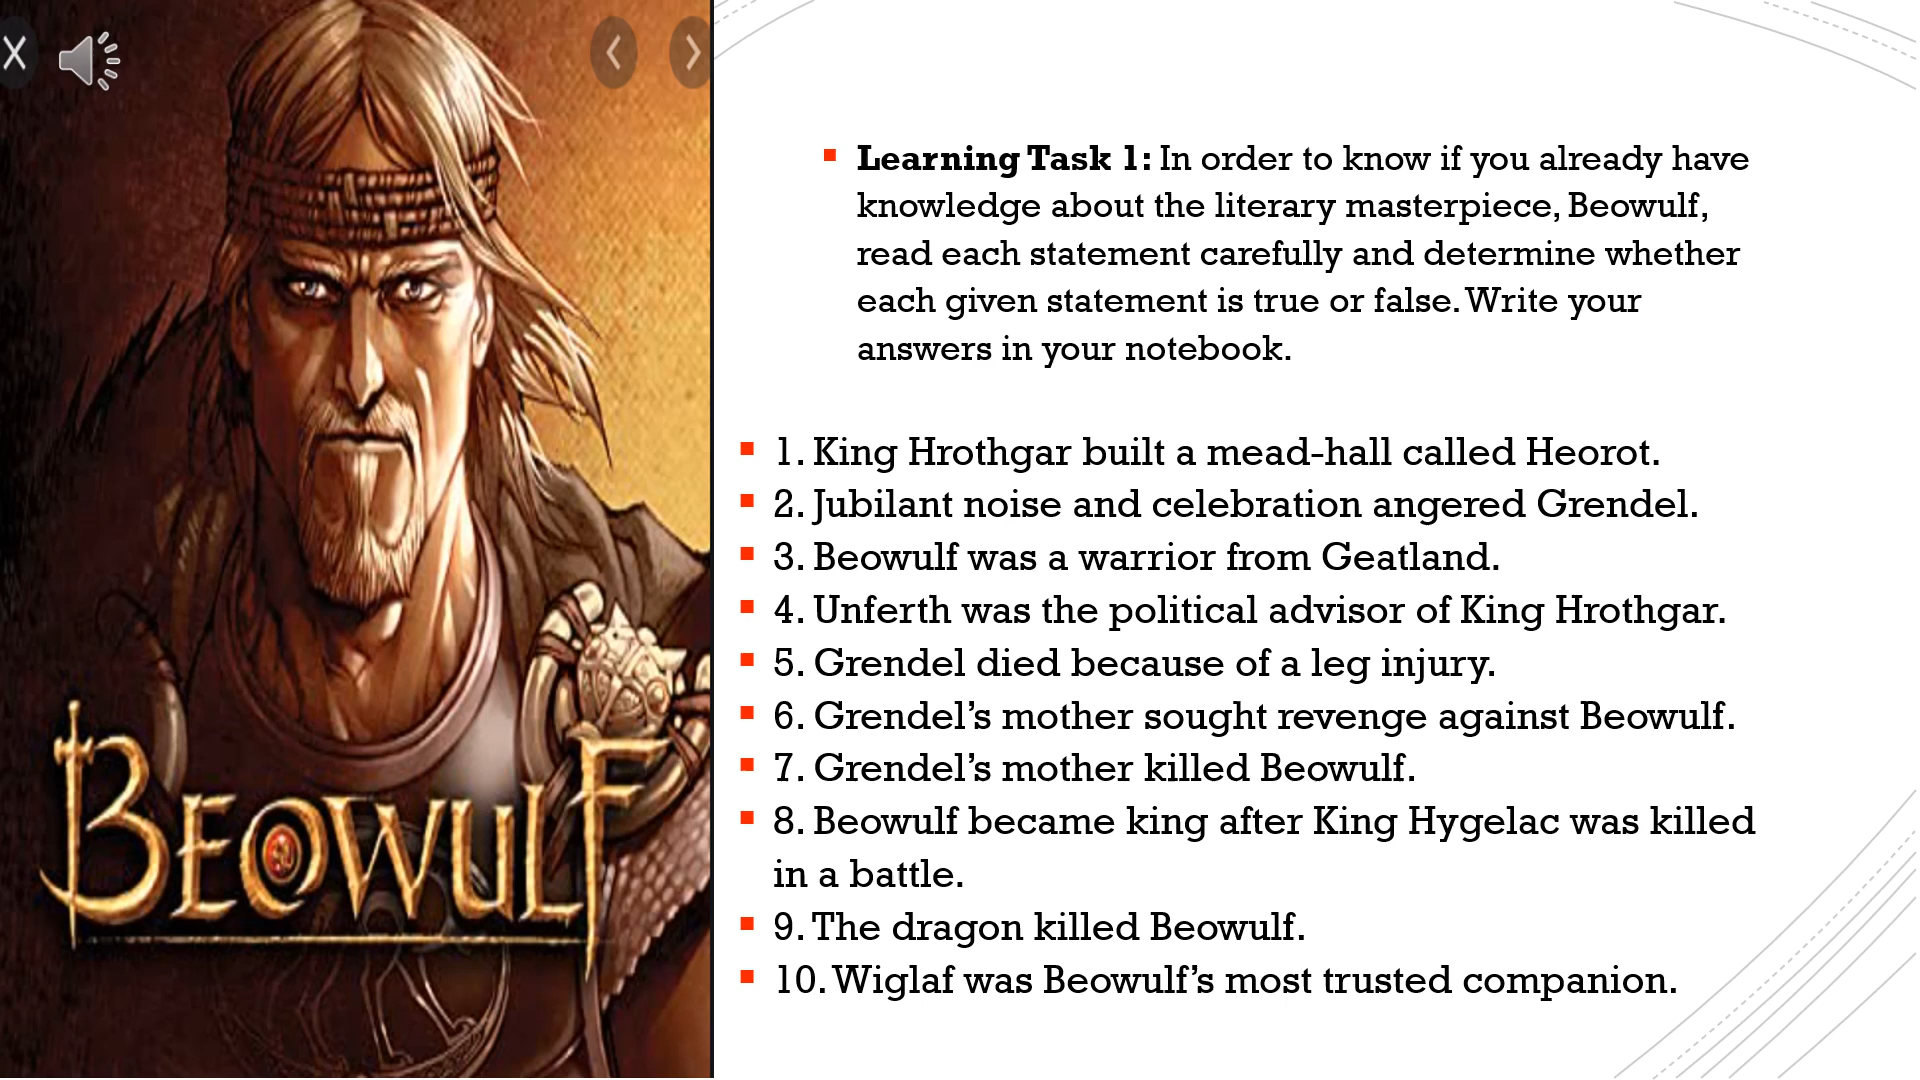 BEOWULF
Learning Task 1: In order to know if you already have
knowledge about the literary masterpiece, Beowulf,
read each statement carefully and determine whether
each given statement is true or false. Write your
answers in your notebook.
1. King Hrothgar built a mead-hall called Heorot.
2. Jubilant noise and celebration angered Grendel.
3. Beowulf was a warrior from Geatland.
4. Unferth was the political advisor of King Hrothgar.
5. Grendel died because of a leg injury.
6. Grendel’s mother sought revenge against Beowulf.
7. Grendel’s mother killed Beowulf.
8. Beowulf became king after King Hygelac was killed
in a battle.
9. The dragon killed Beowulf.
10. Wiglaf was Beowulf’s most trusted companion.